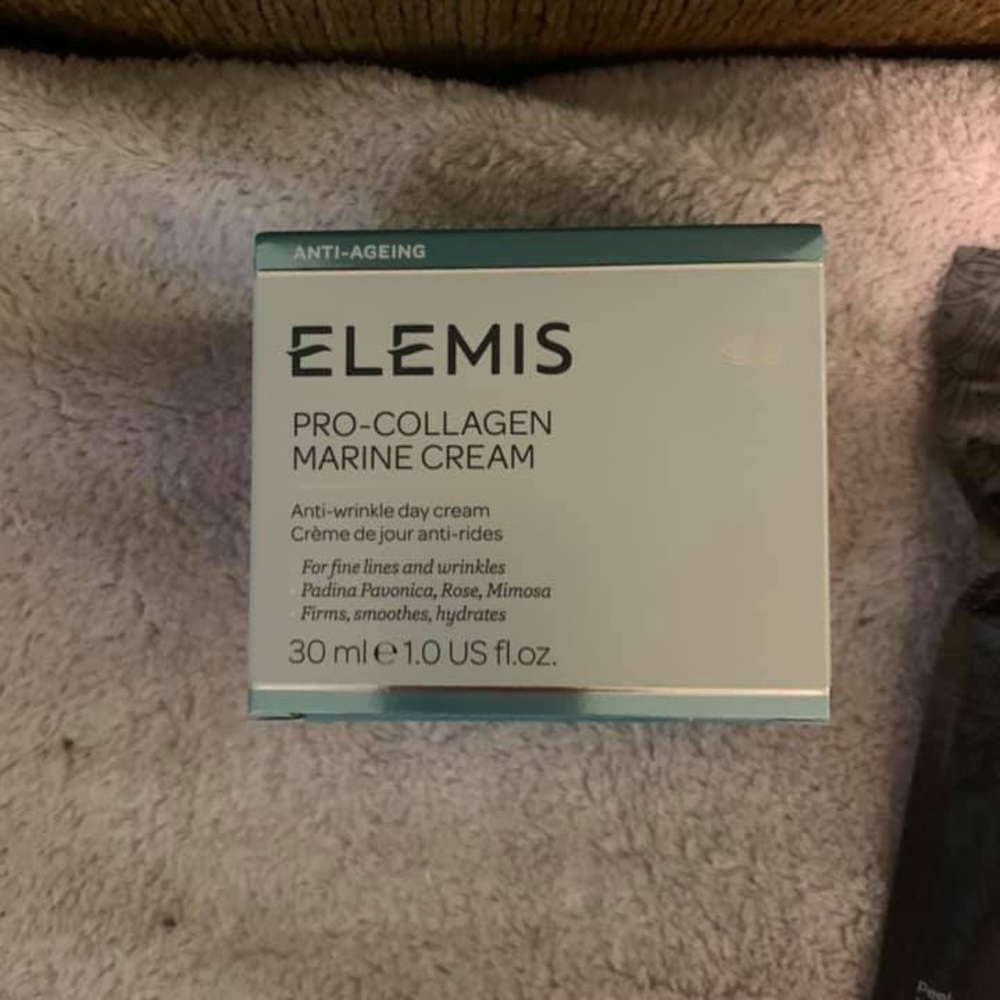 ANTI-AGEING
ELEMIS
PRO-COLLAGEN
MARINE CREAM
Anti-wrinkle day cream
Crème de jour anti-rides
For fine lines and wrinkles
Padina Pavonica, Rose, Mimosa
Firms, smoothes, hydrates
30 ml e 1.0 US fl.oz.